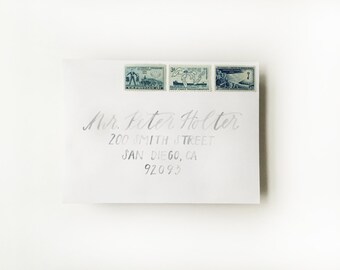 Mr. Peter Holter
200 SMITH STREET
SAN DIEGO, CA
92093